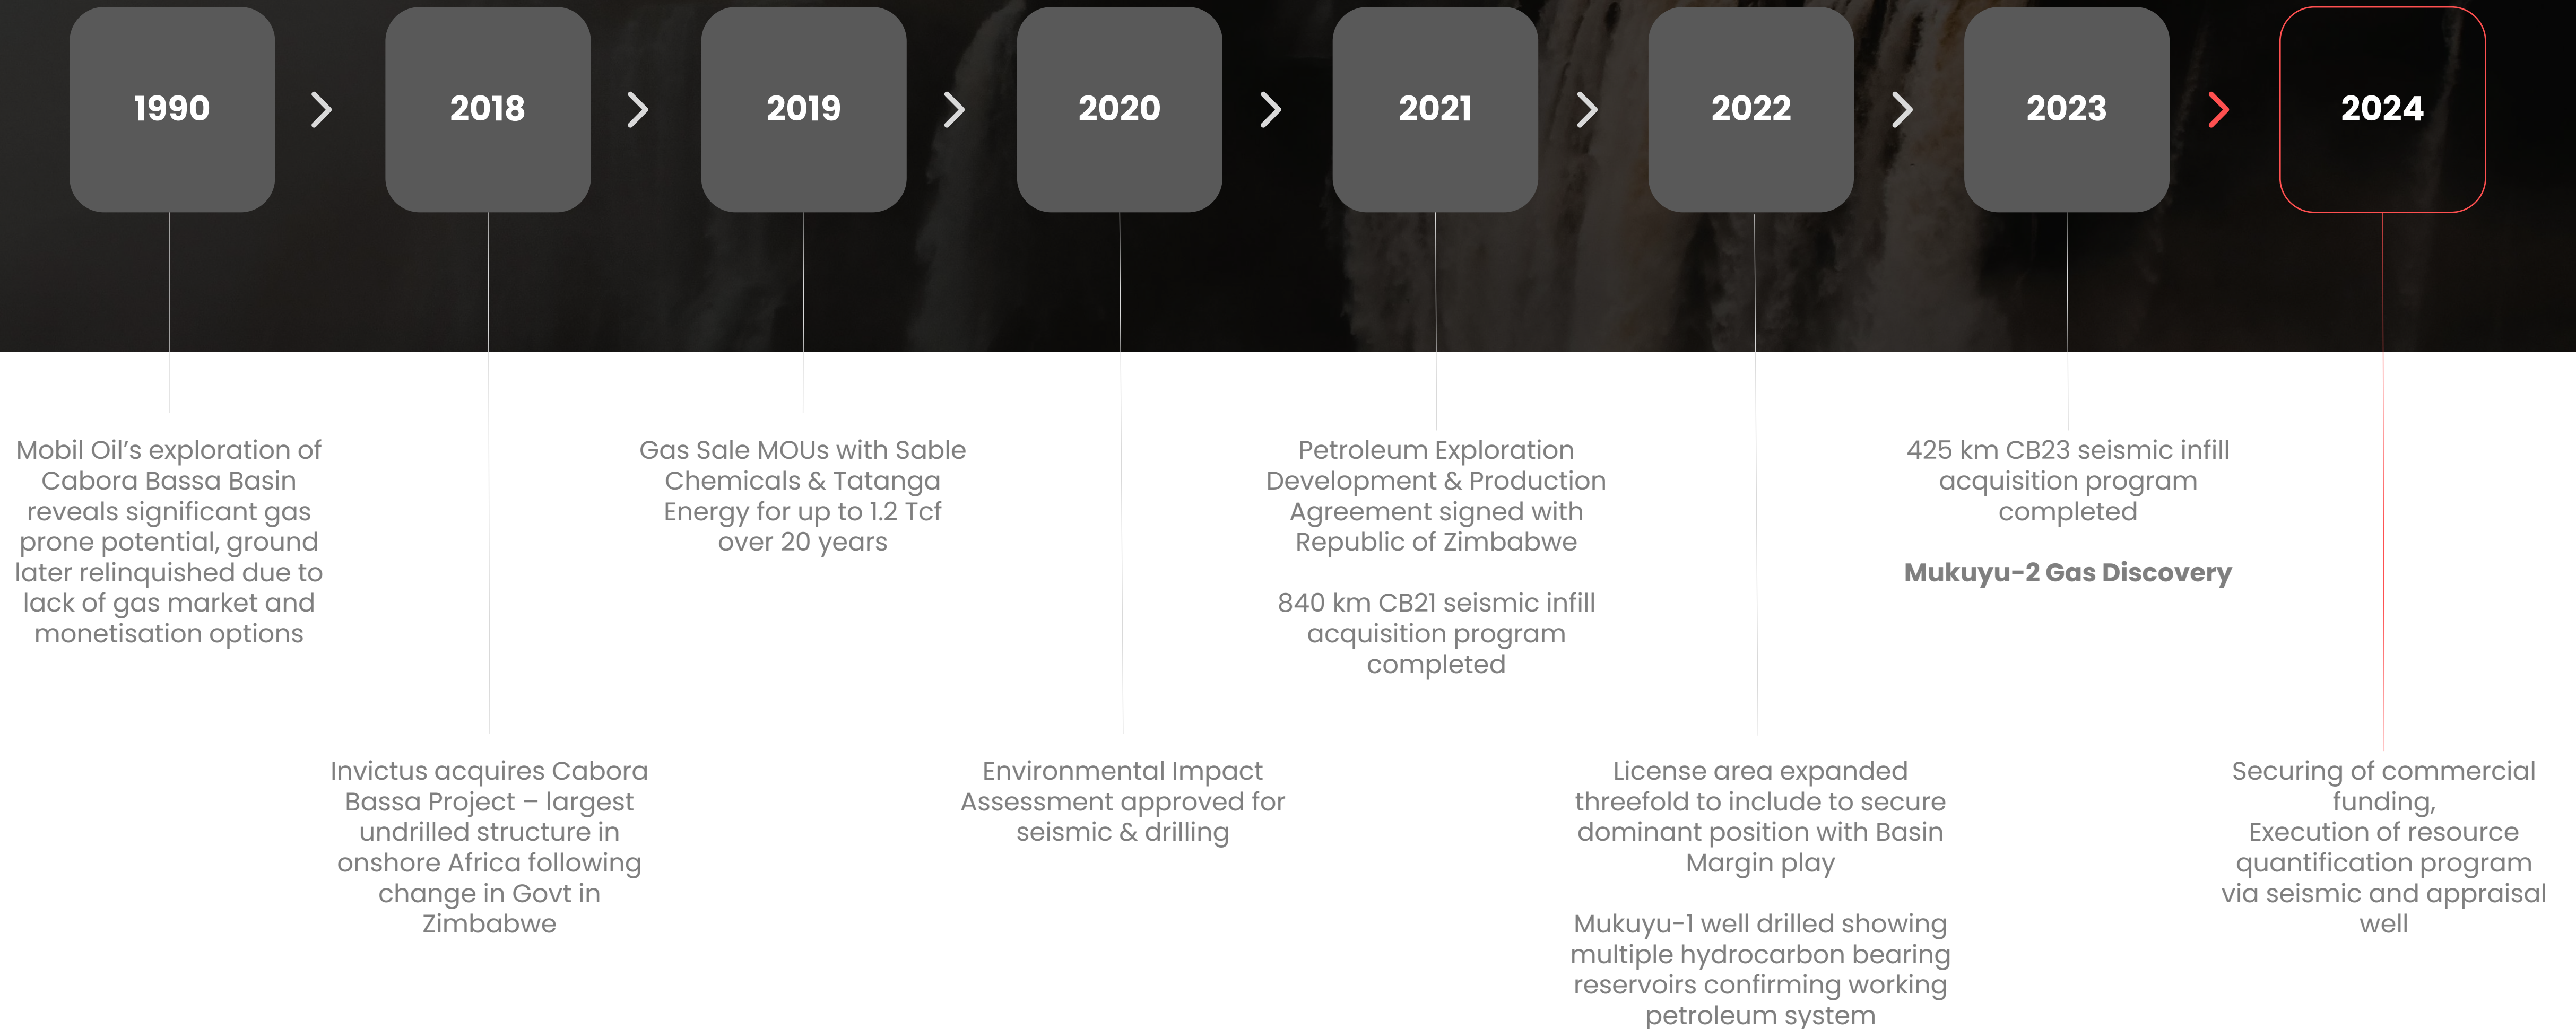 1990
2018
2019
2020
2021
2022
2023
2024
Mobil Oil’s exploration of
Cabora Bassa Basin
reveals significant gas
prone potential, ground
later relinquished due to
lack of gas market and
monetisation options
Invictus acquires Cabora
Bassa Project – largest
undrilled structure in
onshore Africa following
change in Govt in
Zimbabwe
Gas Sale MOUs with Sable
Chemicals & Tatanga
Energy for up to 1.2 Tcf
over 20 years
Environmental Impact
Assessment approved for
seismic & drilling
Petroleum Exploration
Development & Production
Agreement signed with
Republic of Zimbabwe
840 km CB21 seismic infill
acquisition program
completed
License area expanded
threefold to include to secure
dominant position with Basin
Margin play
Mukuyu-1 well drilled showing
multiple hydrocarbon bearing
reservoirs confirming working
petroleum system
425 km CB23 seismic infill
acquisition program
completed
Mukuyu-2 Gas Discovery
Securing of commercial
funding,
Execution of resource
quantification program
via seismic and appraisal
well